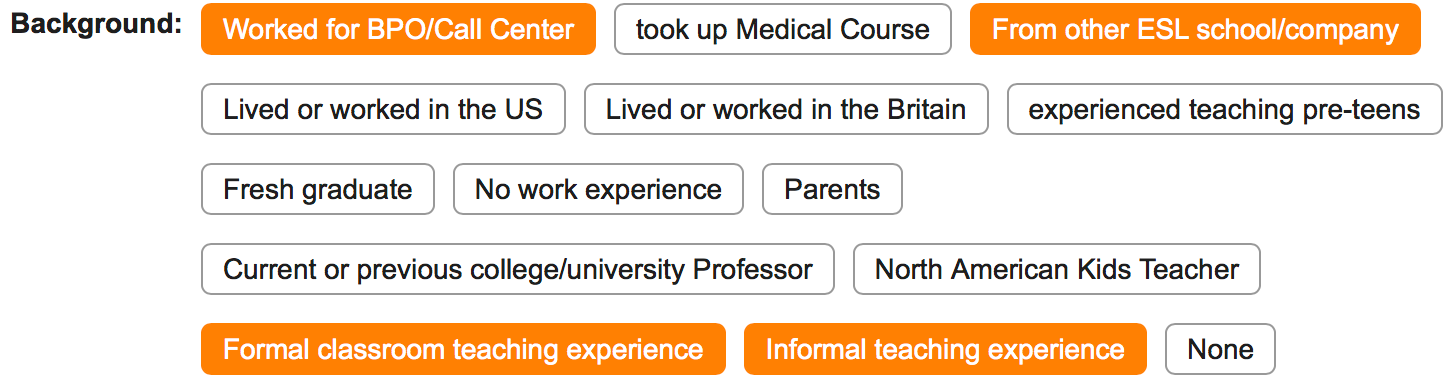 Background: Worked for BPO/Call Center took up Medical Course From other ESL school/company
Lived or worked in the US Lived or worked in the Britain experienced teaching pre-teens
Fresh graduate No work experience Parents
Current or previous college/university Professor North American Kids Teacher
Formal classroom teaching experience Informal teaching experience None